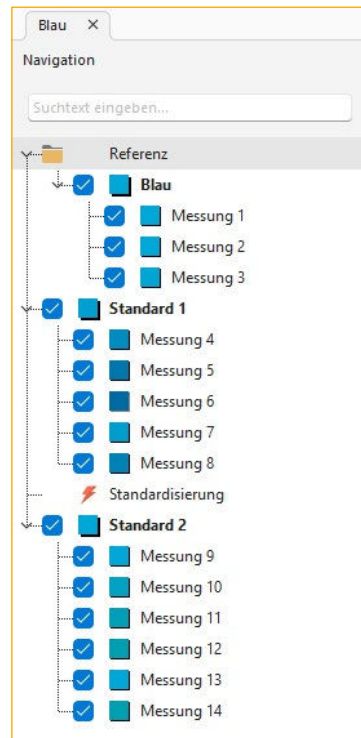 Blau
Navigation
Suchtext eingeben...
Referenz
Blau
Messung 1
Messung 2
Messung 3
Standard 1
Messung 4
Messung 5
Messung 6
Messung 7
Messung 8
Standardisierung
Standard 2
Messung 9
Messung 10
Messung 11
Messung 12
Messung 13
Messung 14